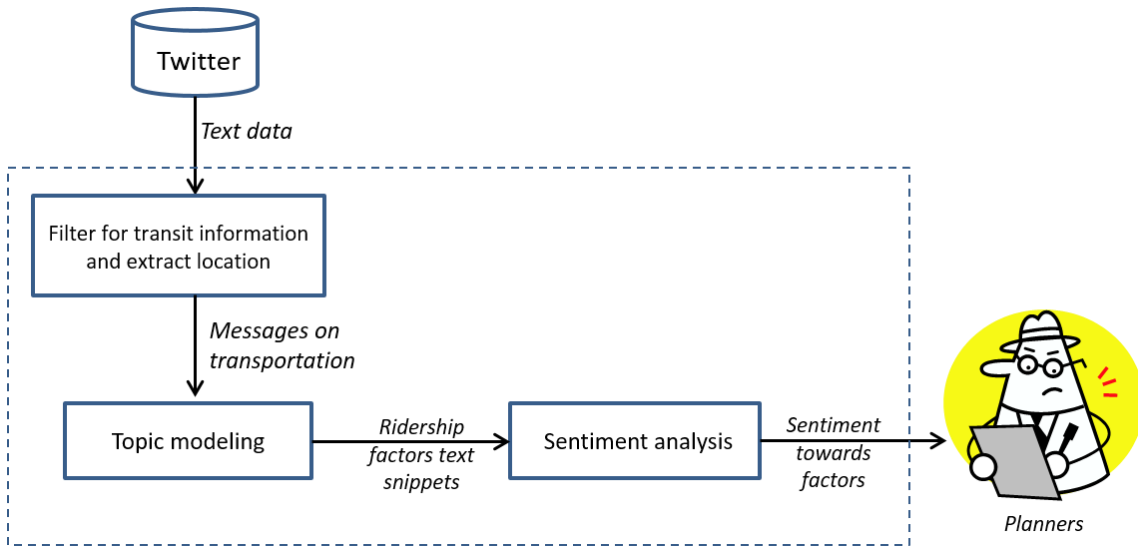 Twitter
Text data
Filter for transit information
and extract location
Messages on
transportation
Topic modeling
Ridership
factors text
snippets
Sentiment analysis
Sentiment
towards
factors
Planners